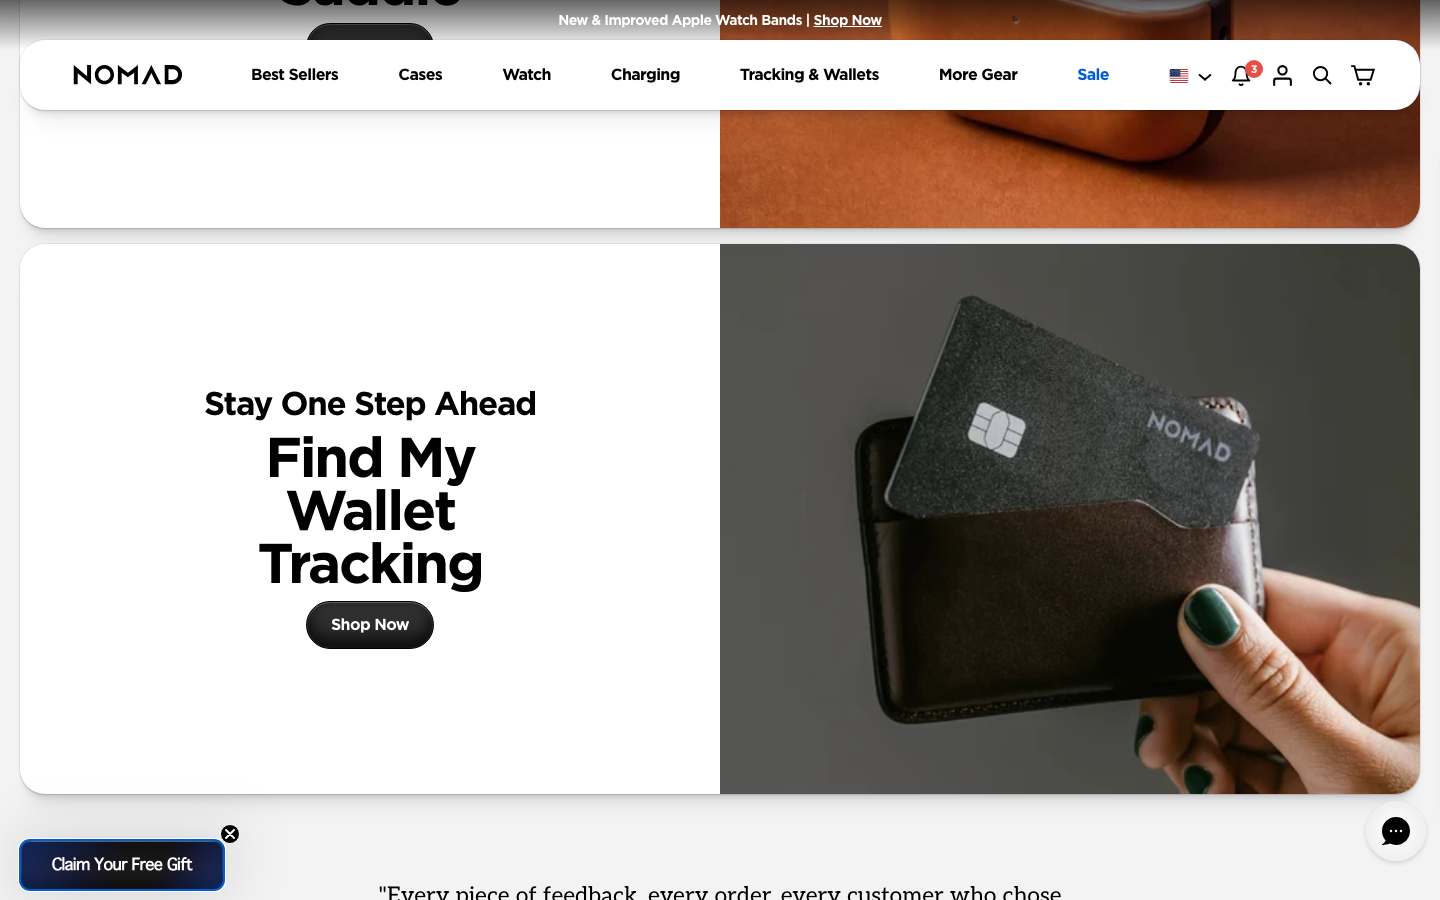 New & Improved Apple Watch Bands | Shop Now
NOMAD
Best Sellers
Cases
Watch
Charging
Tracking & Wallets
More Gear
Sale
3
Stay One Step Ahead
Find My
Wallet
Tracking
Shop Now
NOMAD
Claim Your Free Gift
"Every piece of feedback, every order, every customer who chose